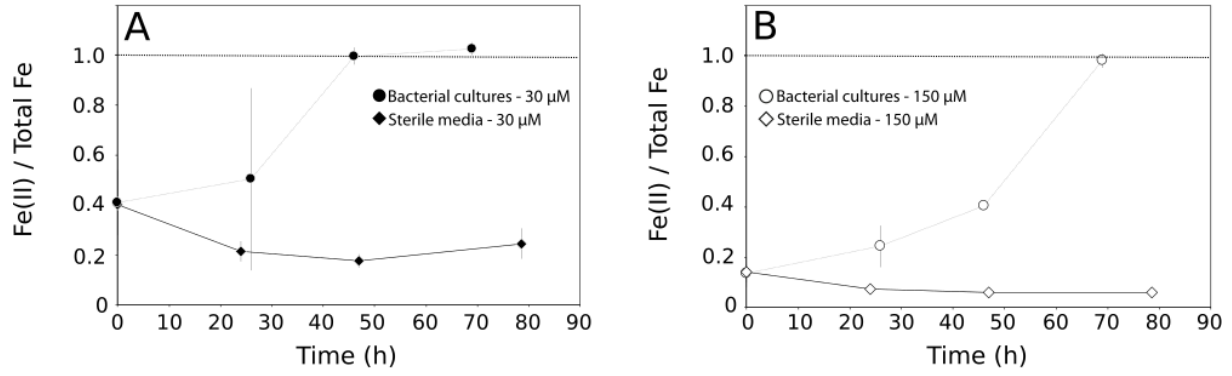 A
Fe(II) / Total Fe
1.0
0.8
0.6
0.4
0.2
0
Bacterial cultures - 30 μM
Sterile media - 30 μM
0 10 20 30 40 50 60 70 80 90
Time (h)
B
Fe(II) / Total Fe
1.0
0.8
0.6
0.4
0.2
0
Bacterial cultures - 150 μM
Sterile media - 150 μM
0 10 20 30 40 50 60 70 80 90
Time (h)